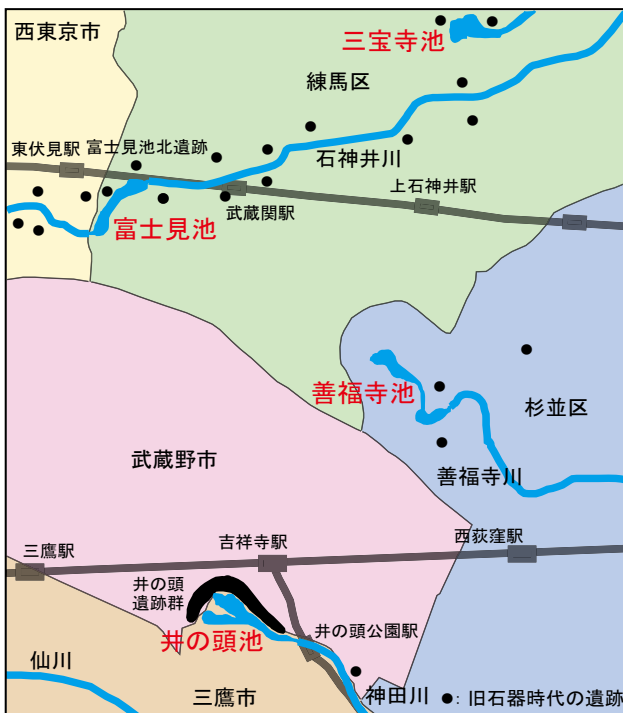 西東京市
三宝寺池
練馬区
東伏見駅
富士見池北遺跡
石神井川
上石神井駅
武蔵関駅
富士見池
善福寺池
杉並区
武蔵野市
善福寺川
吉祥寺駅
西荻窪駅
三鷹駅
井の頭
遺跡群
井の頭公園駅
井の頭池
仙川
三鷹市
神田川
●：旧石器時代の遺跡